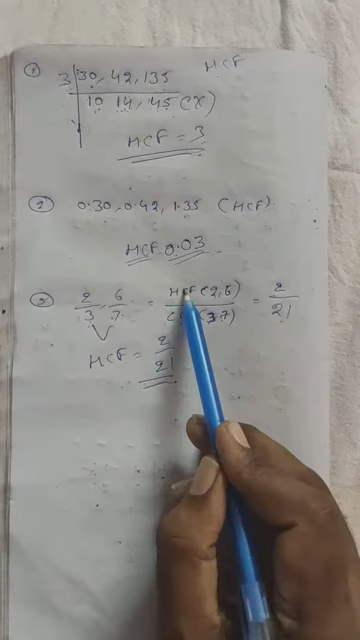 ① 30, 42, 135 HCF
3 10 14, 45 (X)
HCF = 3
② 0.30, 0.42, 1.35 (HCF)
HCF 0.03
③ 2/3, 6/7 = HCF (2, 6) / (3, 7) = 2/21
HCF = 2/21